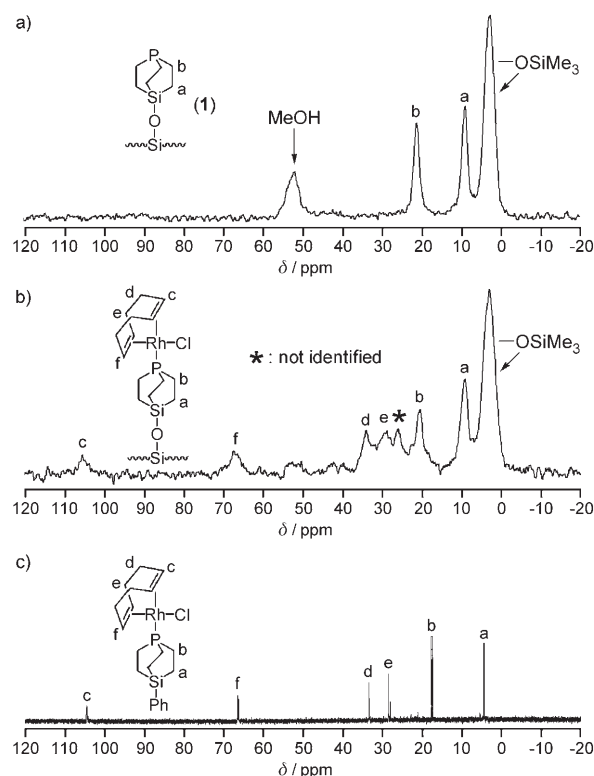 a)
P
b
a
Si
(1)
O
Si
MeOH
b
a
—OSiMe3
120 110 100 90 80 70 60 50 40 30 20 10 0 -10 -20
δ / ppm
b)
d
c
e
Rh—Cl
f
P
b
a
Si
O
Si
* : not identified
—OSiMe3
c
f
d
e
*
b
a
120 110 100 90 80 70 60 50 40 30 20 10 0 -10 -20
δ / ppm
c)
d
c
e
Rh—Cl
f
P
b
a
Si
Ph
c
f
d
e
b
a
120 110 100 90 80 70 60 50 40 30 20 10 0 -10 -20
δ / ppm